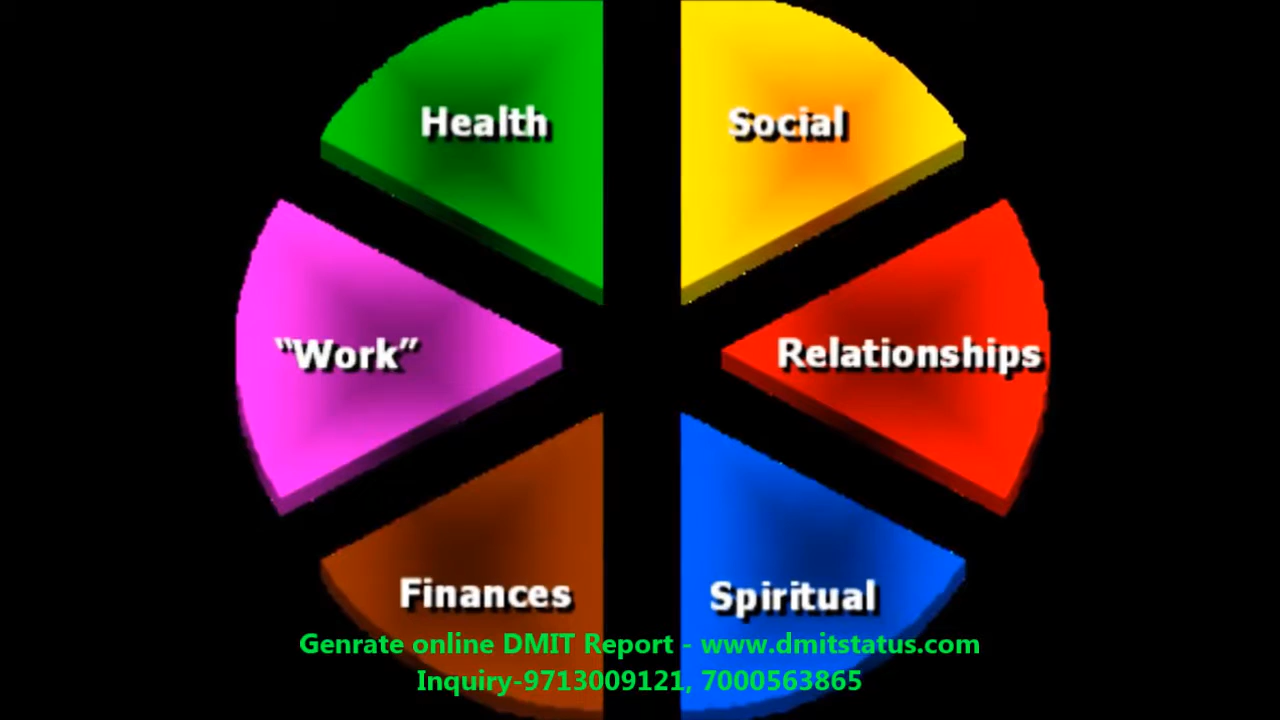 Health
Social
"Work"
Relationships
Finances
Spiritual
Genrate online DMIT Report - www.dmitstatus.com
Inquiry-9713009121, 7000563865